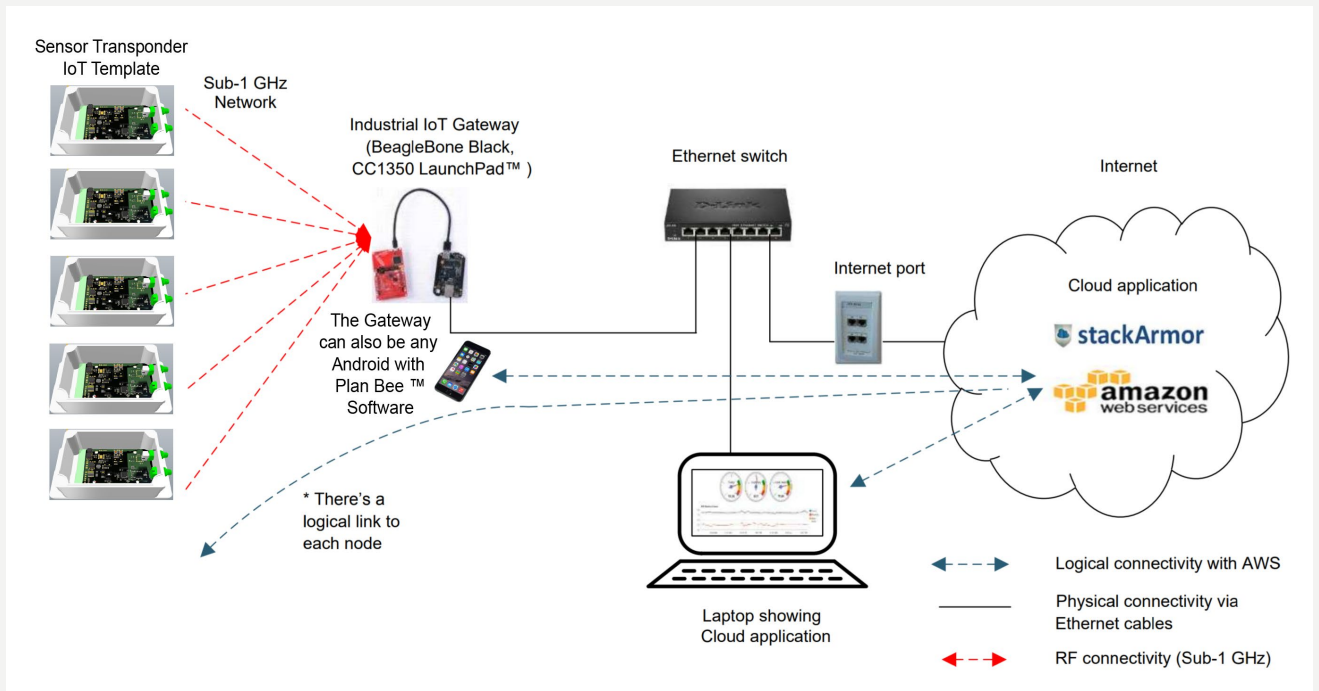 Sensor Transponder
IoT Template
Sub-1 GHz
Network
Industrial IoT Gateway
(BeagleBone Black,
CC1350 LaunchPad™ )
Ethernet switch
D-Link
Internet
Internet port
Cloud application
stackArmor
amazon
webservices
The Gateway
can also be any
Android with
Plan Bee ™
Software
* There's a
logical link to
each node
Laptop showing
Cloud application
Logical connectivity with AWS
Physical connectivity via
Ethernet cables
RF connectivity (Sub-1 GHz)